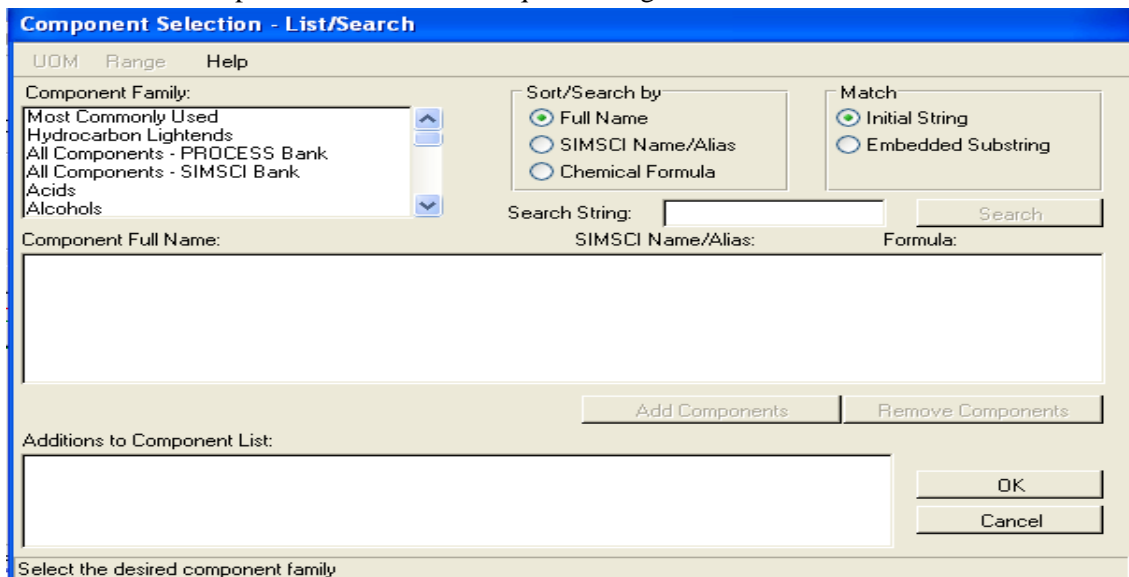 Component Selection - List/Search
UOM Range Help
Component Family:
Most Commonly Used
Hydrocarbon Lightends
All Components - PROCESS Bank
All Components - SIMSCI Bank
Acids
Alcohols
Sort/Search by
Full Name
SIMSCI Name/Alias
Chemical Formula
Match
Initial String
Embedded Substring
Search String:
Search
Component Full Name: SIMSCI Name/Alias: Formula:
Add Components Remove Components
Additions to Component List:
OK
Cancel
Select the desired component family